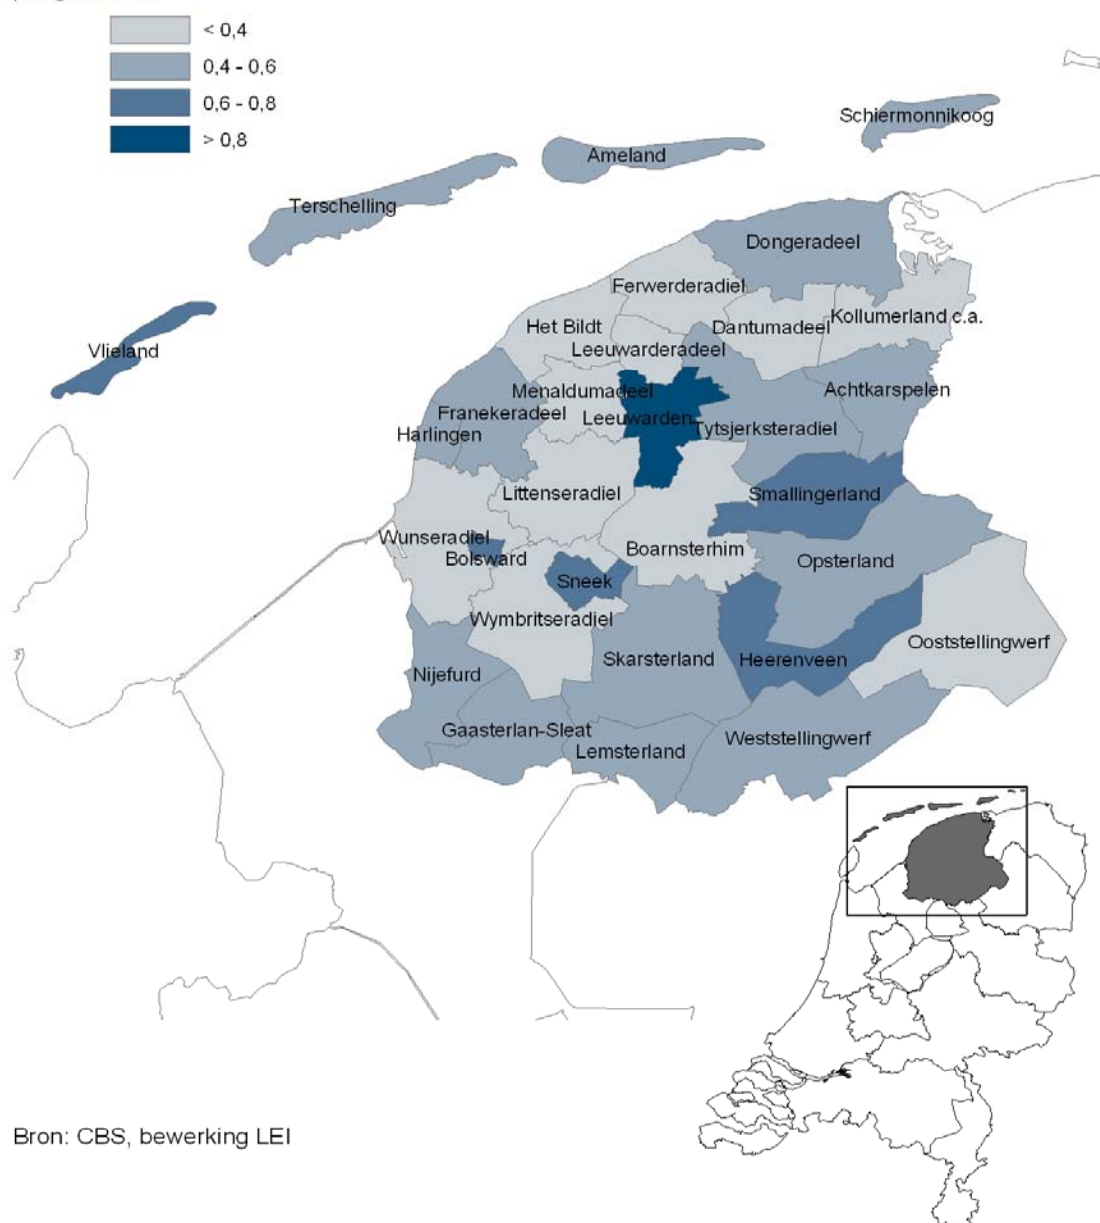 < 0,4
0,4 - 0,6
0,6 - 0,8
> 0,8
Schiermonnikoog
Ameland
Terschelling
Dongeradeel
Ferwerderadiel
Kollumerland c.a.
Het Bildt
Dantumadeel
Leeuwarderadeel
Vlieland
Menaldumadeel
Achtkarspelen
Franekeradeel
Leeuwarden
Tytsjerksteradiel
Harlingen
Littenseradiel
Smallingerland
Wunseradiel
Boarnsterhim
Bolsward
Opsterland
Sneek
Wymbritseradiel
Ooststellingwerf
Skarsterland
Heerenveen
Nijefurd
Gaasterlan-Sleat
Weststellingwerf
Lemsterland
Bron: CBS, bewerking LEI